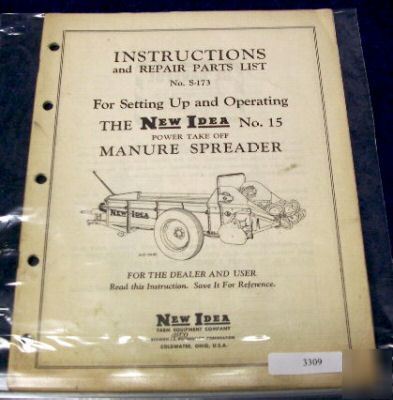 INSTRUCTIONS
and REPAIR PARTS LIST
No. S-173
For Setting Up and Operating
THE NEW IDEA No. 15
POWER TAKE OFF
MANURE SPREADER
NEW IDEA
FOR THE DEALER AND USER
Read this Instruction. Save It For Reference.
NEW IDEA
FARM EQUIPMENT COMPANY
COLDWATER, OHIO, U.S.A.
3309